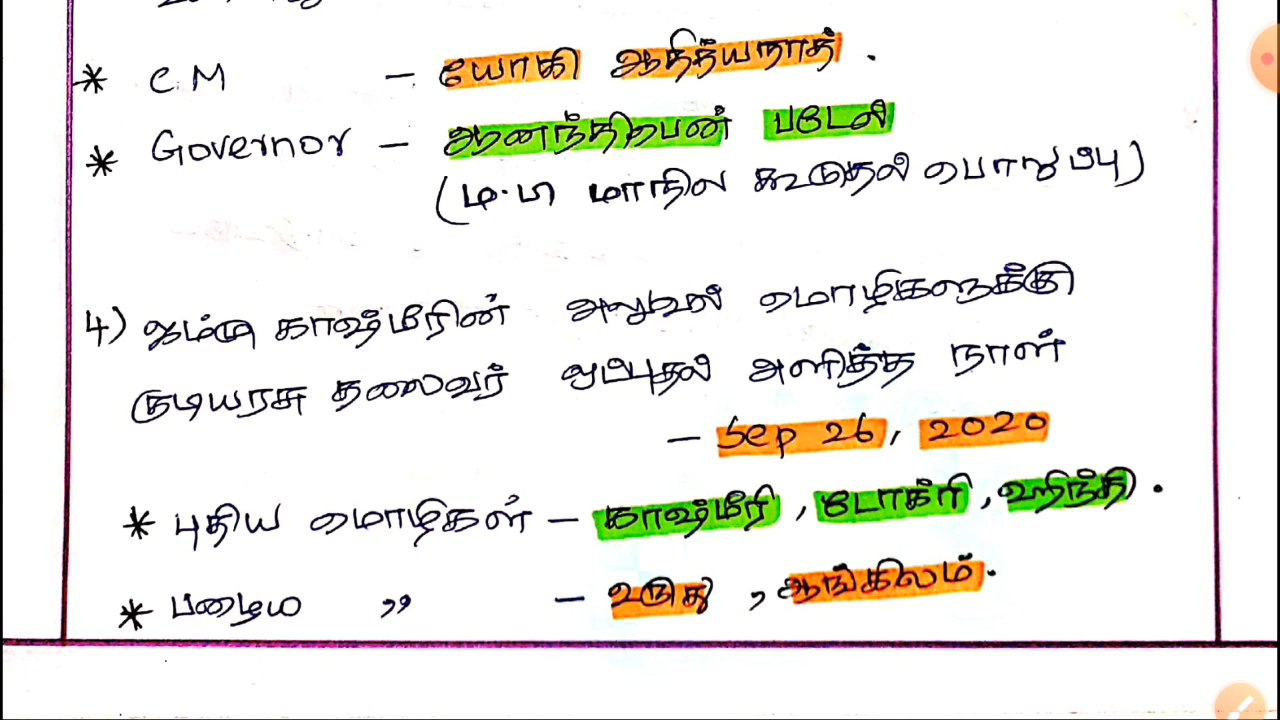 * C.M - யோகி ஆதித்யநாத்.
* Governor - ஆனந்திபென் படேல்
(ம.பி மாநில கூடுதல் பொறுப்பு)
4) ஜம்மு காஷ்மீரின் அலுவல் மொழிகளுக்கு
குடியரசு தலைவர் ஒப்புதல் அளித்த நாள்
- Sep 26, 2020
* புதிய மொழிகள் - காஷ்மீரி, டோக்ரி, ஹிந்தி.
* பழைய ,, - உருது, ஆங்கிலம்.